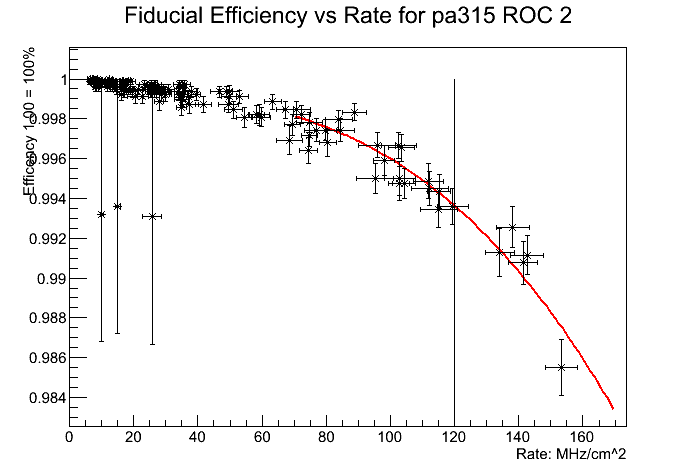 Fiducial Efficiency vs Rate for pa315 ROC 2
Efficency 1.00 = 100%
1
0.998
0.996
0.994
0.992
0.99
0.988
0.986
0.984
0 20 40 60 80 100 120 140 160
Rate: MHz/cm^2